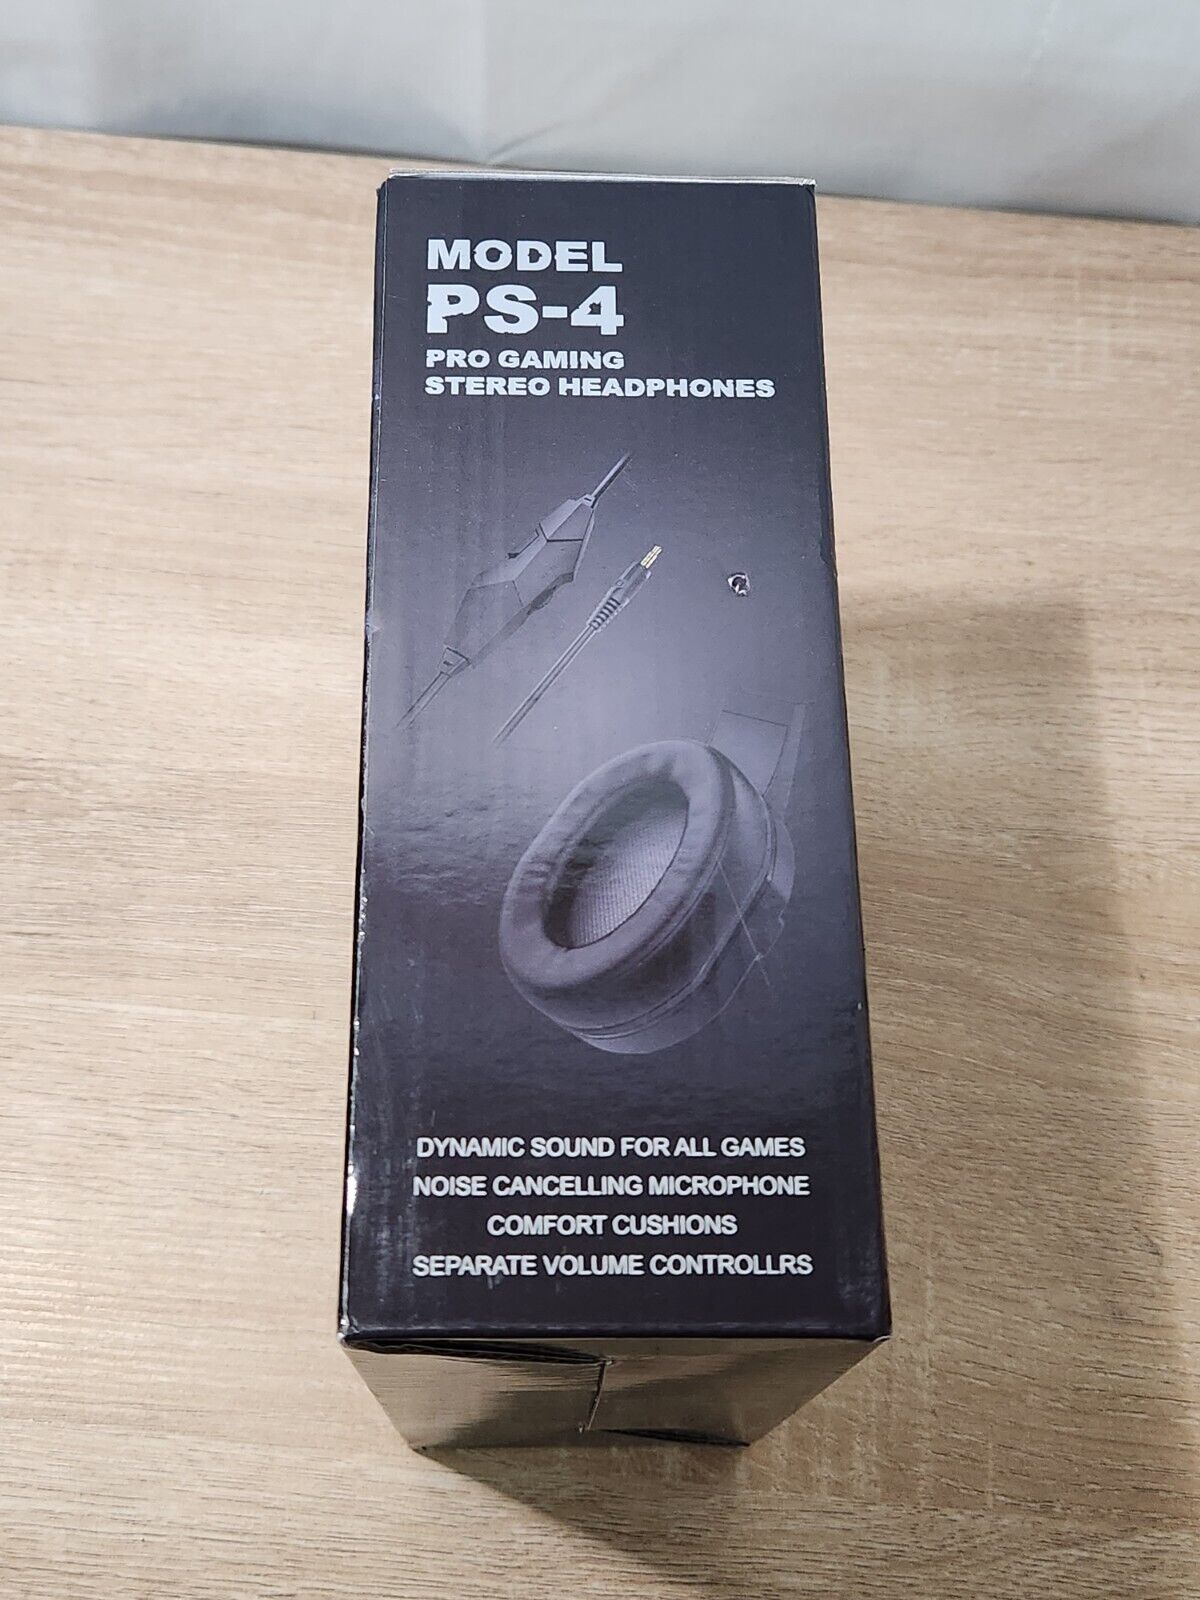 MODEL
PS-4
PRO GAMING
STEREO HEADPHONES
DYNAMIC SOUND FOR ALL GAMES
NOISE CANCELLING MICROPHONE
COMFORT CUSHIONS
SEPARATE VOLUME CONTROLLRS